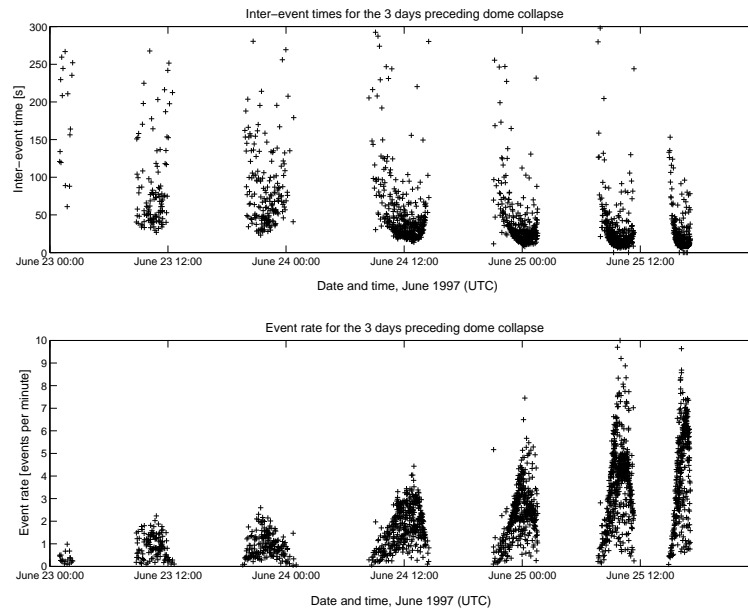 Inter−event times for the 3 days preceding dome collapse
300
250
200
150
100
50
0
Inter−event time [s]
June 23 00:00 June 23 12:00 June 24 00:00 June 24 12:00 June 25 00:00 June 25 12:00
Date and time, June 1997 (UTC)
Event rate for the 3 days preceding dome collapse
10
9
8
7
6
5
4
3
2
1
0
Event rate [events per minute]
June 23 00:00 June 23 12:00 June 24 00:00 June 24 12:00 June 25 00:00 June 25 12:00
Date and time, June 1997 (UTC)